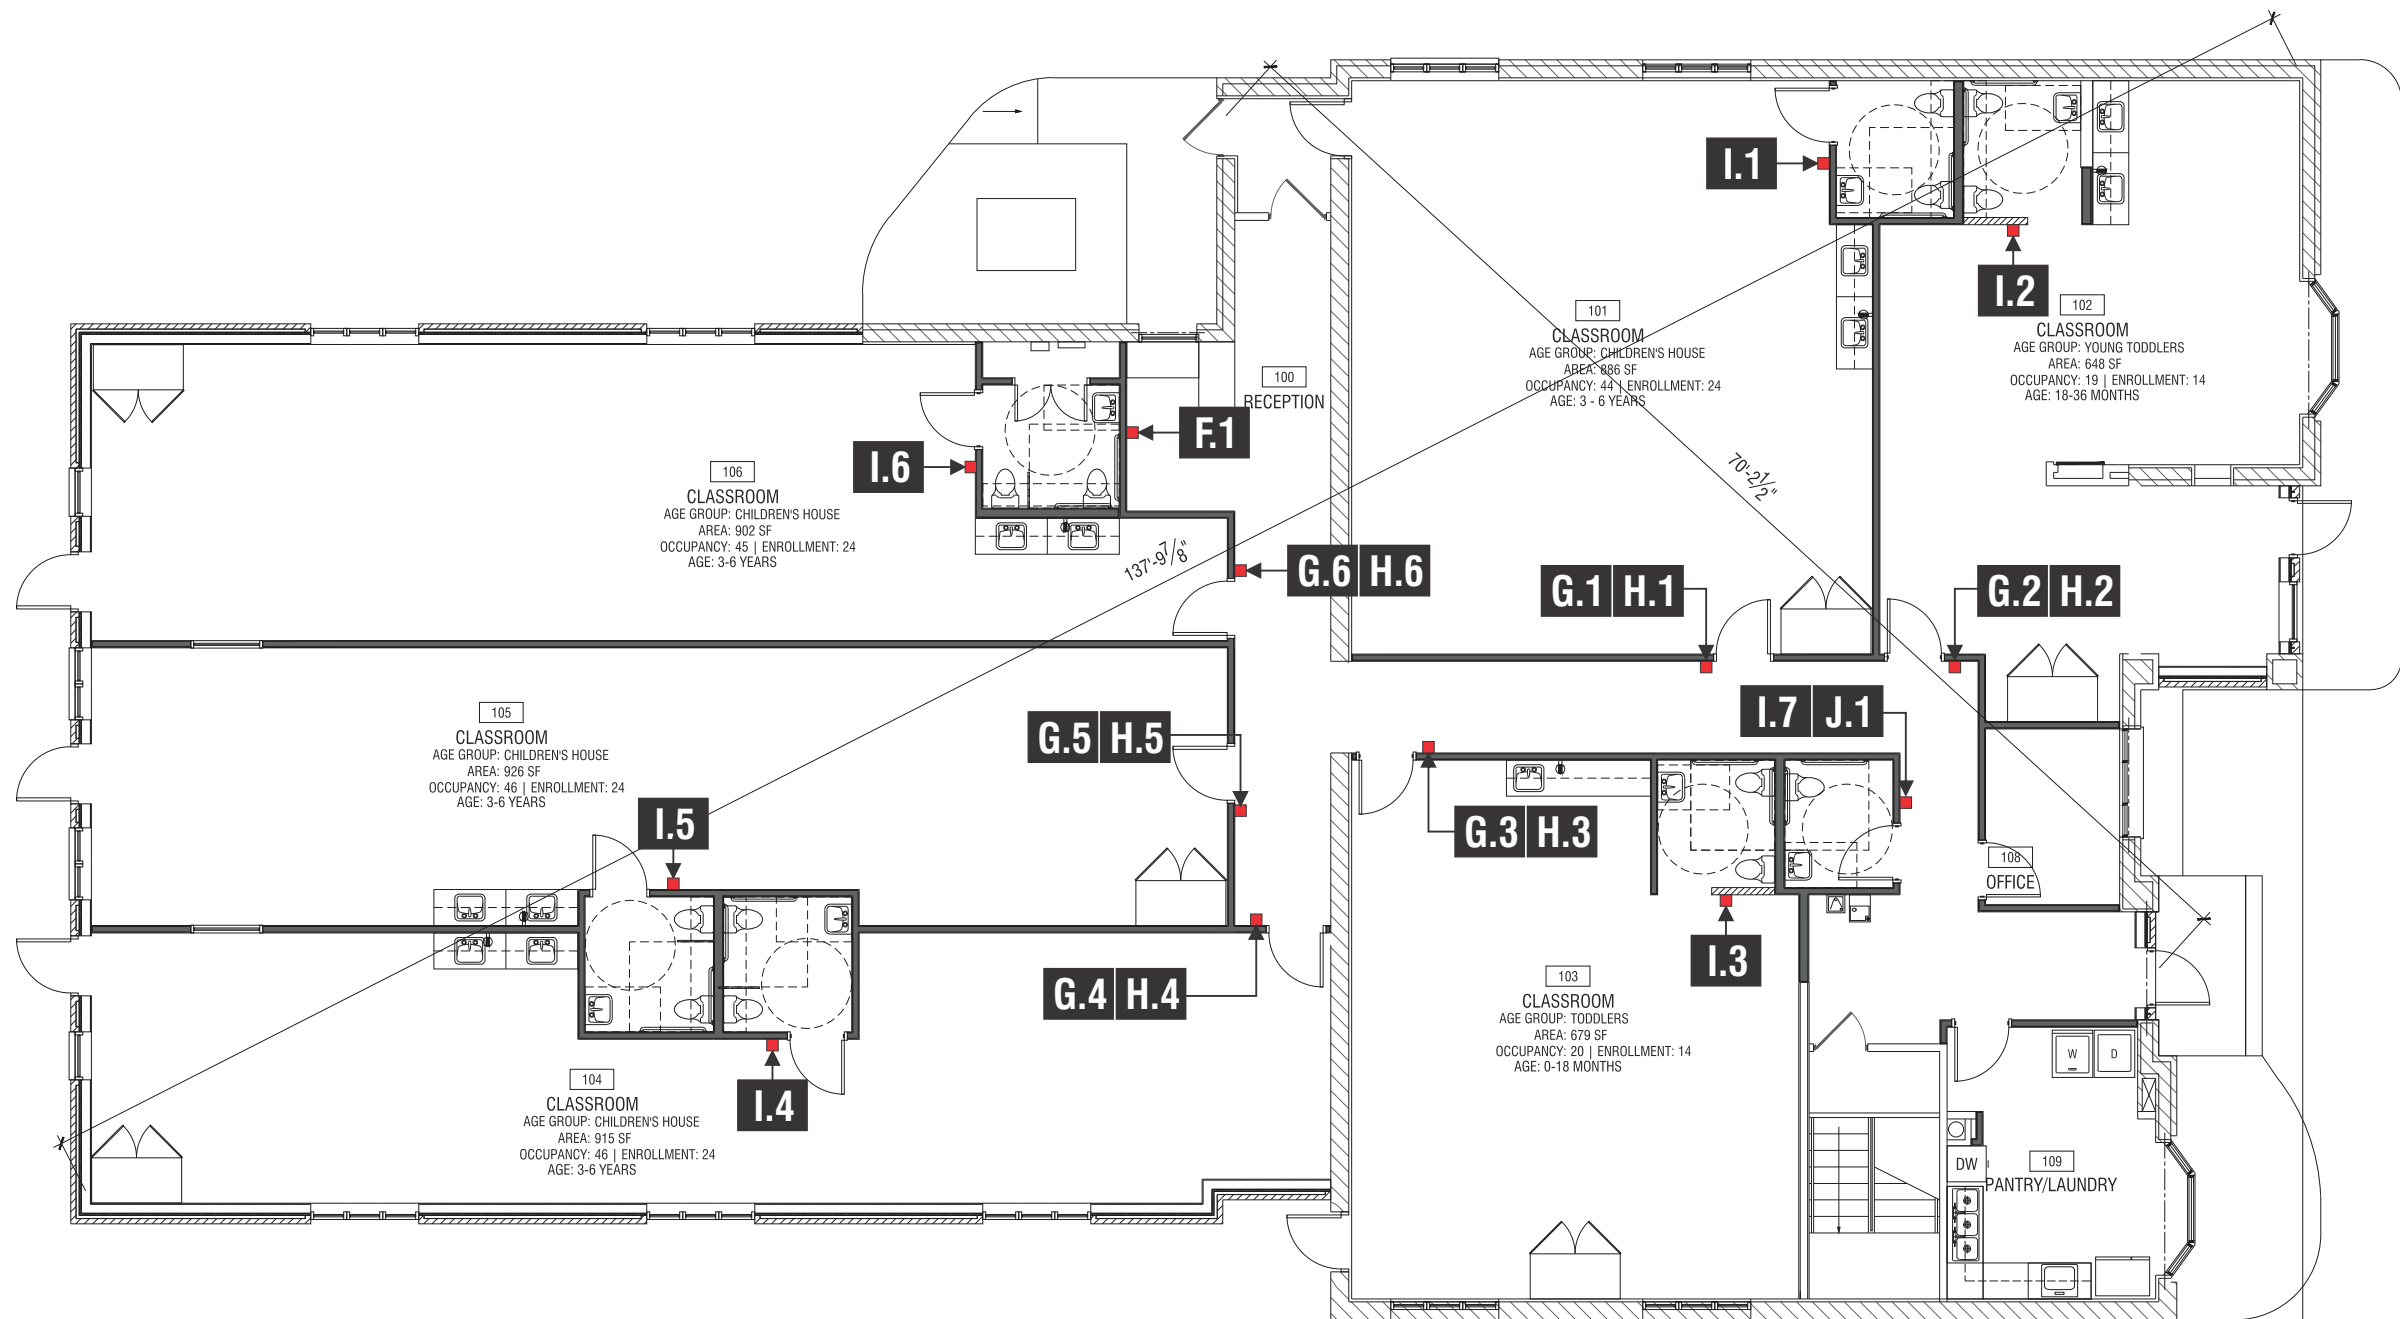 I.1
I.2
101
CLASSROOM
AGE GROUP: CHILDREN'S HOUSE
AREA: 886 SF
OCCUPANCY: 44 | ENROLLMENT: 24
AGE: 3 - 6 YEARS
102
CLASSROOM
AGE GROUP: YOUNG TODDLERS
AREA: 648 SF
OCCUPANCY: 19 | ENROLLMENT: 14
AGE: 18-36 MONTHS
100
RECEPTION
F.1
I.6
106
CLASSROOM
AGE GROUP: CHILDREN'S HOUSE
AREA: 902 SF
OCCUPANCY: 45 | ENROLLMENT: 24
AGE: 3-6 YEARS
70'-2 1/2"
137'-9 7/8"
G.6 H.6
G.1 H.1
G.2 H.2
105
CLASSROOM
AGE GROUP: CHILDREN'S HOUSE
AREA: 926 SF
OCCUPANCY: 46 | ENROLLMENT: 24
AGE: 3-6 YEARS
G.5 H.5
I.7 J.1
I.5
G.3 H.3
108
OFFICE
I.3
G.4 H.4
103
CLASSROOM
AGE GROUP: TODDLERS
AREA: 679 SF
OCCUPANCY: 20 | ENROLLMENT: 14
AGE: 0-18 MONTHS
I.4
104
CLASSROOM
AGE GROUP: CHILDREN'S HOUSE
AREA: 915 SF
OCCUPANCY: 46 | ENROLLMENT: 24
AGE: 3-6 YEARS
W D
DW
109
PANTRY/LAUNDRY